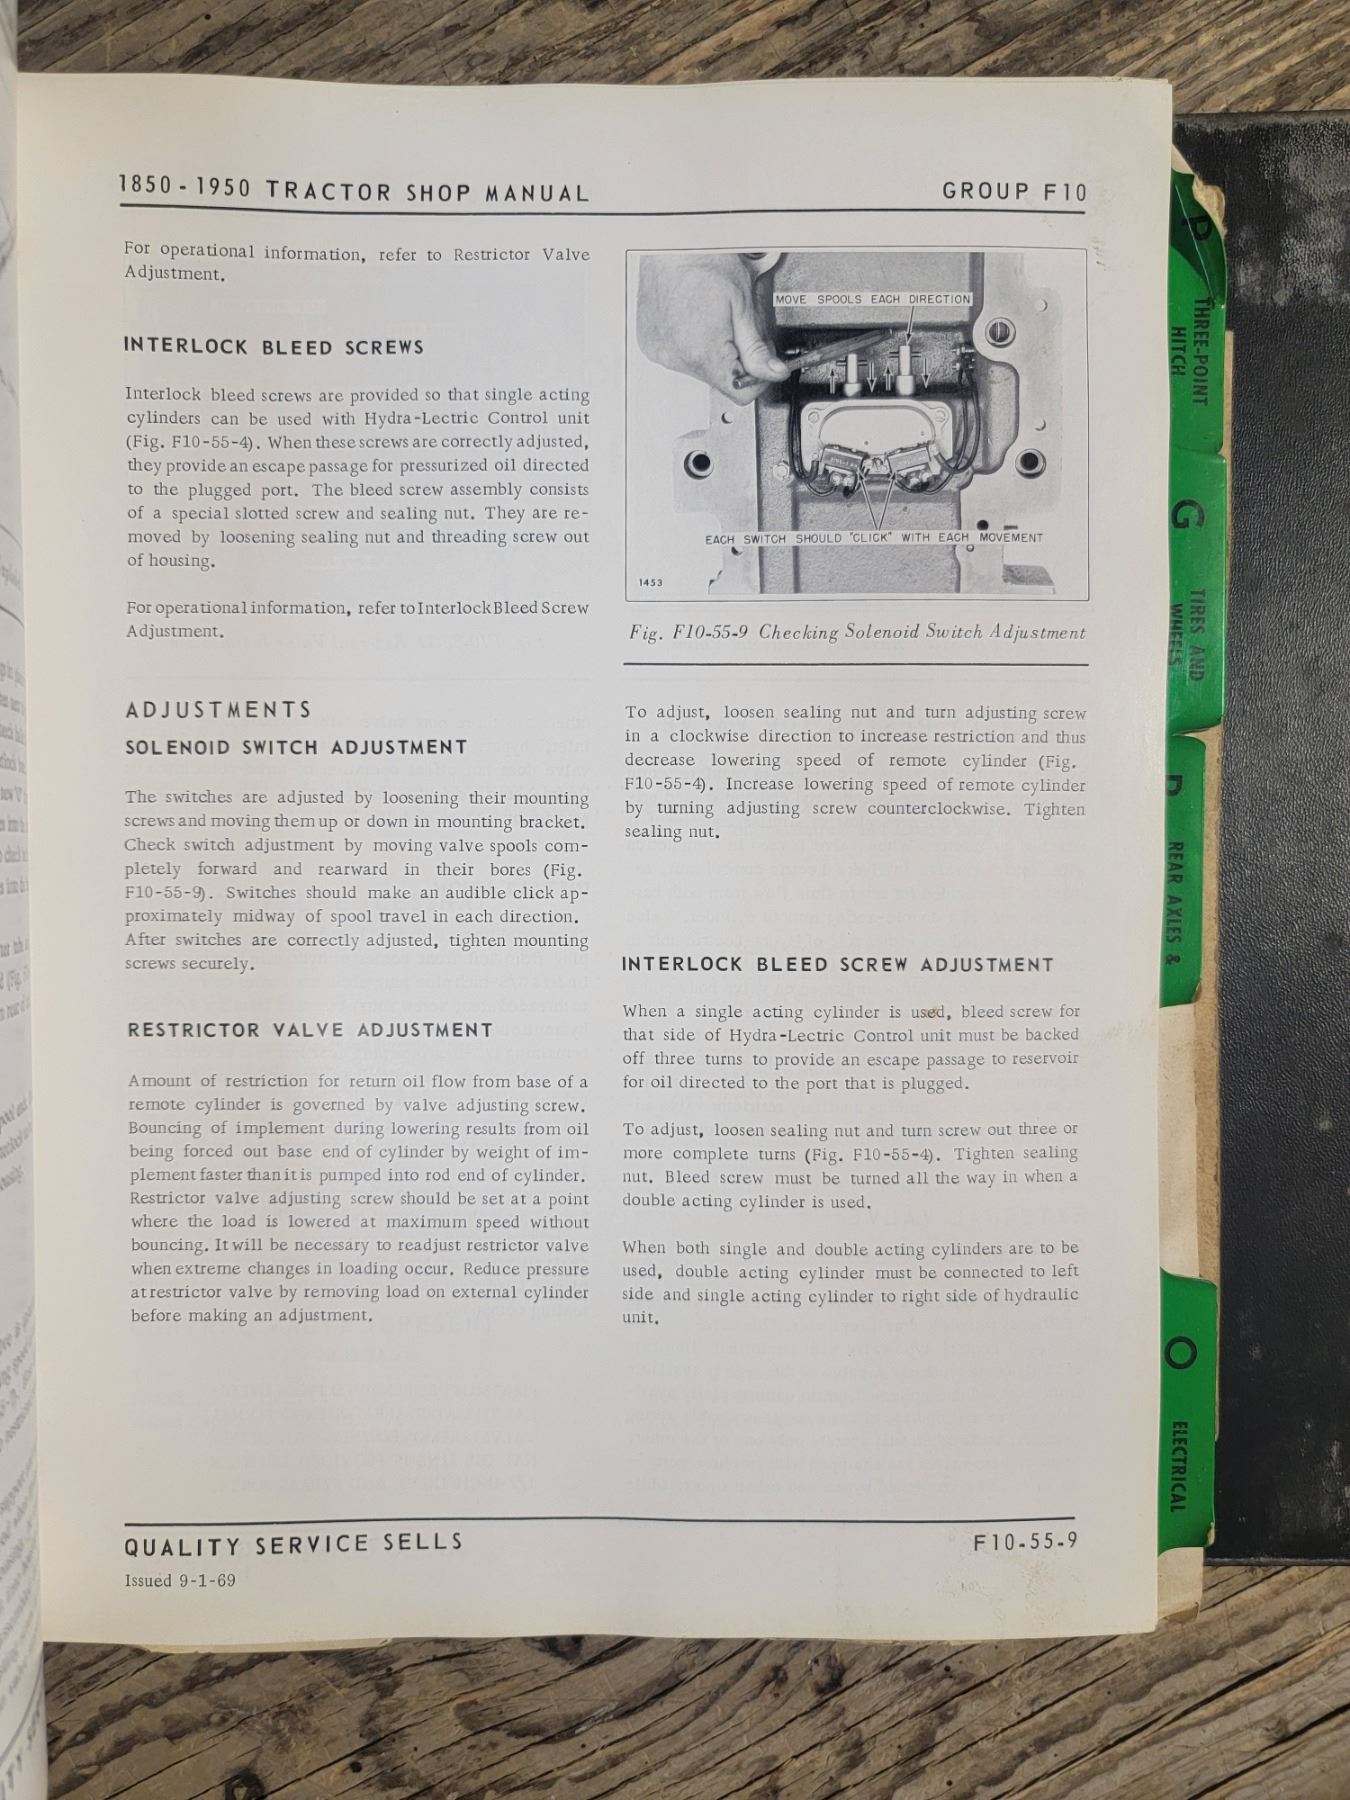 1850-1950 TRACTOR SHOP MANUAL
GROUP F10
For operational information, refer to Restrictor Valve
Adjustment.
INTERLOCK BLEED SCREWS
Interlock bleed screws are provided so that single acting
cylinders can be used with Hydra-Lectric Control unit
(Fig. F10-55-4). When these screws are correctly adjusted,
they provide an escape passage for pressurized oil directed
to the plugged port. The bleed screw assembly consists
of a special slotted screw and sealing nut. They are re-
moved by loosening sealing nut and threading screw out
of housing.
For operational information, refer to Interlock Bleed Screw
Adjustment.
ADJUSTMENTS
SOLENOID SWITCH ADJUSTMENT
The switches are adjusted by loosening their mounting
screws and moving them up or down in mounting bracket.
Check switch adjustment by moving valve spools com-
pletely forward and rearward in their bores (Fig.
F10-55-9). Switches should make an audible click ap-
proximately midway of spool travel in each direction.
After switches are correctly adjusted, tighten mounting
screws securely.
RESTRICTOR VALVE ADJUSTMENT
Amount of restriction for return oil flow from base of a
remote cylinder is governed by valve adjusting screw.
Bouncing of implement during lowering results from oil
being forced out base end of cylinder by weight of im-
plement faster than it is pumped into rod end of cylinder.
Restrictor valve adjusting screw should be set at a point
where the load is lowered at maximum speed without
bouncing. It will be necessary to readjust restrictor valve
when extreme changes in loading occur. Reduce pressure
at restrictor valve by removing load on external cylinder
before making an adjustment.
MOVE SPOOLS EACH DIRECTION
EACH SWITCH SHOULD "CLICK" WITH EACH MOVEMENT
1453
Fig. F10-55-9 Checking Solenoid Switch Adjustment
To adjust, loosen sealing nut and turn adjusting screw
in a clockwise direction to increase restriction and thus
decrease lowering speed of remote cylinder (Fig.
F10-55-4). Increase lowering speed of remote cylinder
by turning adjusting screw counterclockwise. Tighten
sealing nut.
INTERLOCK BLEED SCREW ADJUSTMENT
When a single acting cylinder is used, bleed screw for
that side of Hydra-Lectric Control unit must be backed
off three turns to provide an escape passage to reservoir
for oil directed to the port that is plugged.
To adjust, loosen sealing nut and turn screw out three or
more complete turns (Fig. F10-55-4). Tighten sealing
nut. Bleed screw must be turned all the way in when a
double acting cylinder is used.
When both single and double acting cylinders are to be
used, double acting cylinder must be connected to left
side and single acting cylinder to right side of hydraulic
unit.
QUALITY SERVICE SELLS
F10-55-9
Issued 9-1-69
P
THREE-POINT
HITCH
G
TIRES AND
WHEELS
D
REAR AXLES &
O
ELECTRICAL